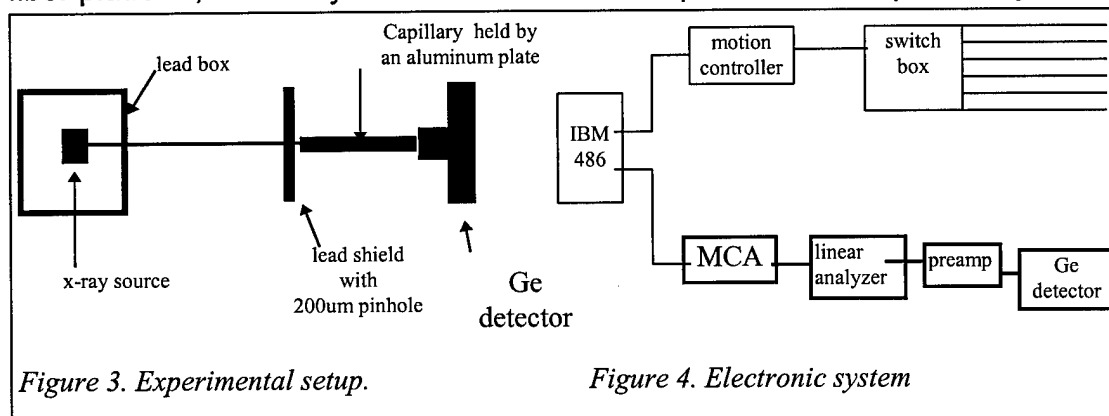 lead box
Capillary held by
an aluminum plate
x-ray source
lead shield
with
200um pinhole
Ge
detector
Figure 3. Experimental setup.
IBM
486
motion
controller
switch
box
MCA
linear
analyzer
preamp
Ge
detector
Figure 4. Electronic system